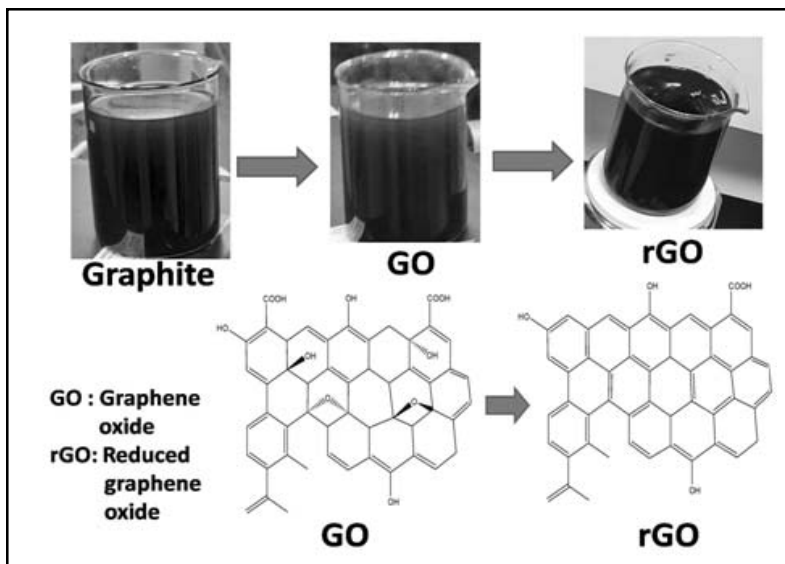 Graphite
GO
rGO
COOH
OH
COOH
HO
OH
OH
O
O
OH
OH
COOH
HO
OH
GO : Graphene
oxide
rGO: Reduced
graphene
oxide
GO
rGO